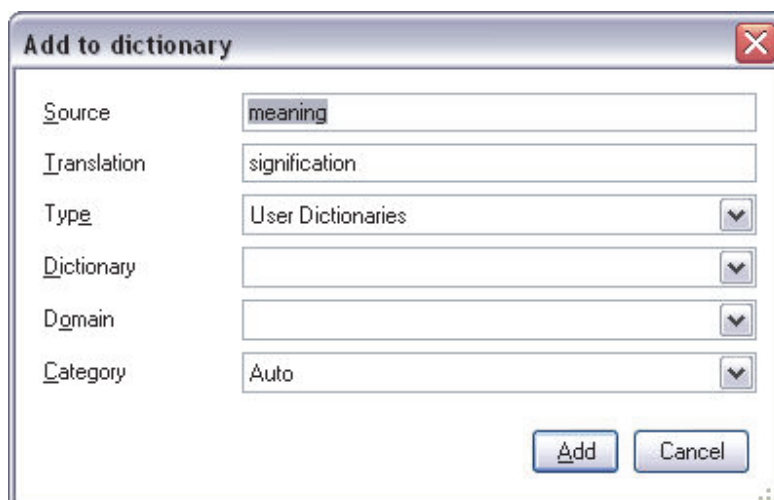 Add to dictionary
Source meaning
Translation signification
Type User Dictionaries
Dictionary
Domain
Category Auto
Add Cancel